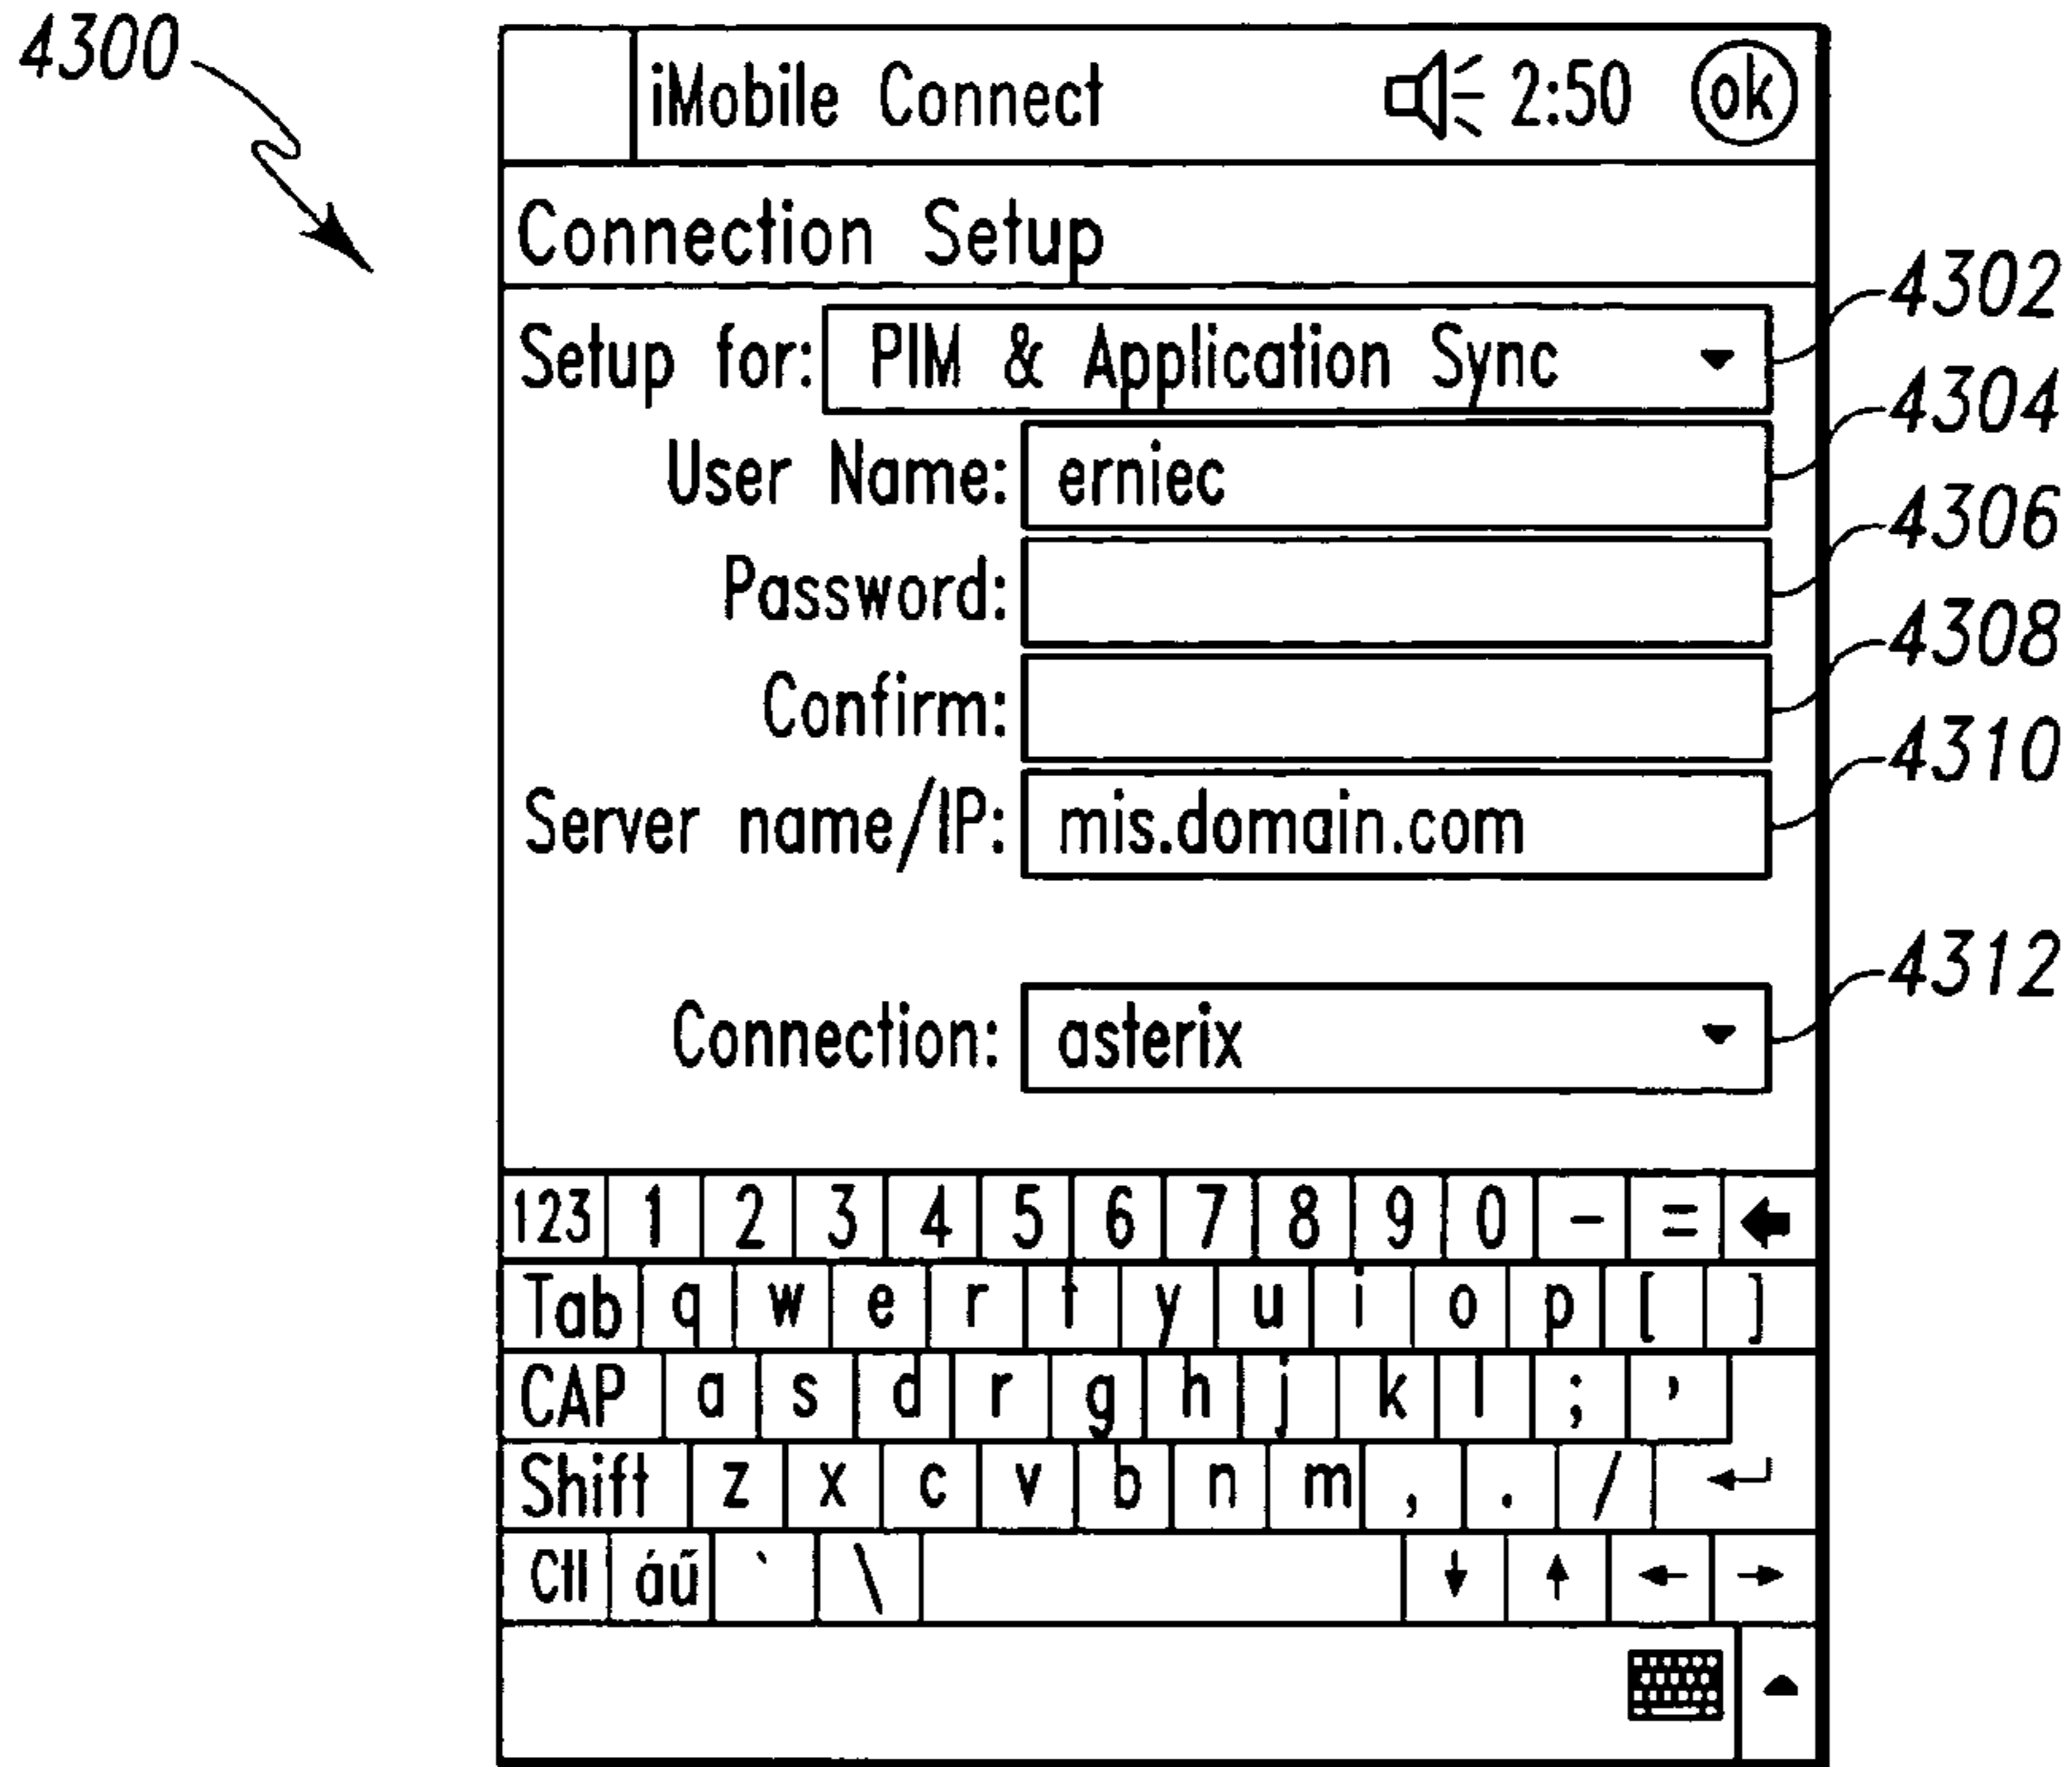 4300
iMobile Connect 2:50 ok
Connection Setup
Setup for: PIM & Application Sync 4302
User Name: erniec 4304
Password: 4306
Confirm: 4308
Server name/IP: mis.domain.com 4310
Connection: asterix 4312
123 1 2 3 4 5 6 7 8 9 0 - =
Tab q w e r t y u i o p [ ]
CAP a s d r g h j k l ; '
Shift z x c v b n m , . /
Ctl áű ` \